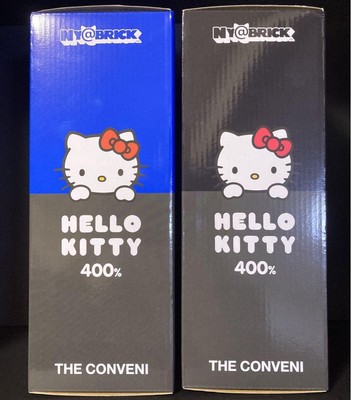 NY@BRICK
HELLO
KITTY
400%
THE CONVENI
NY@BRICK
HELLO
KITTY
400%
THE CONVENI